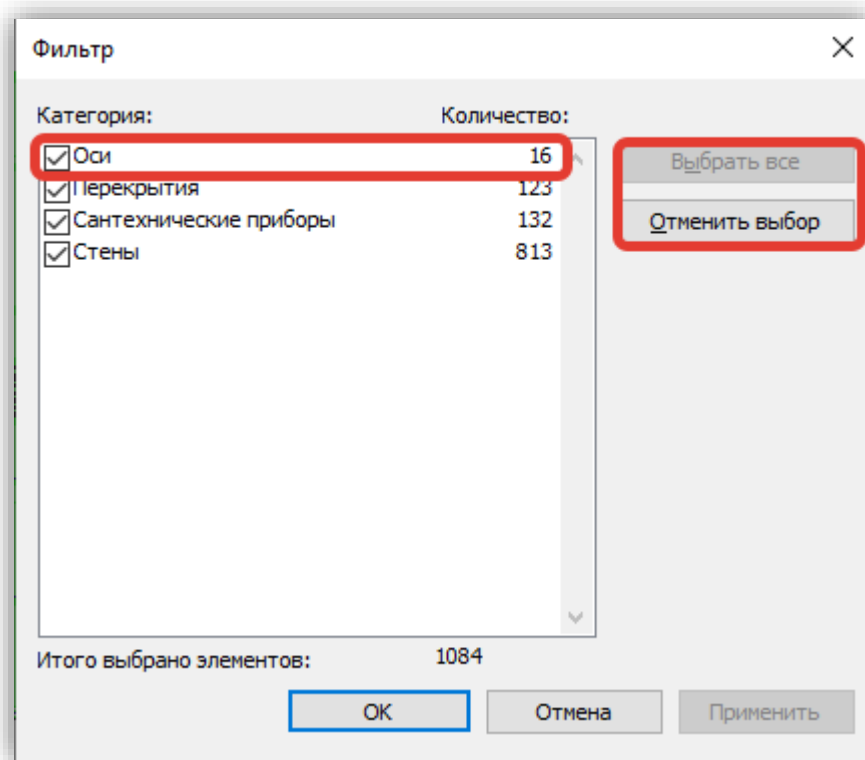 Фильтр
Категория: Количество:
Оси 16
Перекрытия 123
Сантехнические приборы 132
Стены 813
Выбрать все
Отменить выбор
Итого выбрано элементов: 1084
OK Отмена Применить